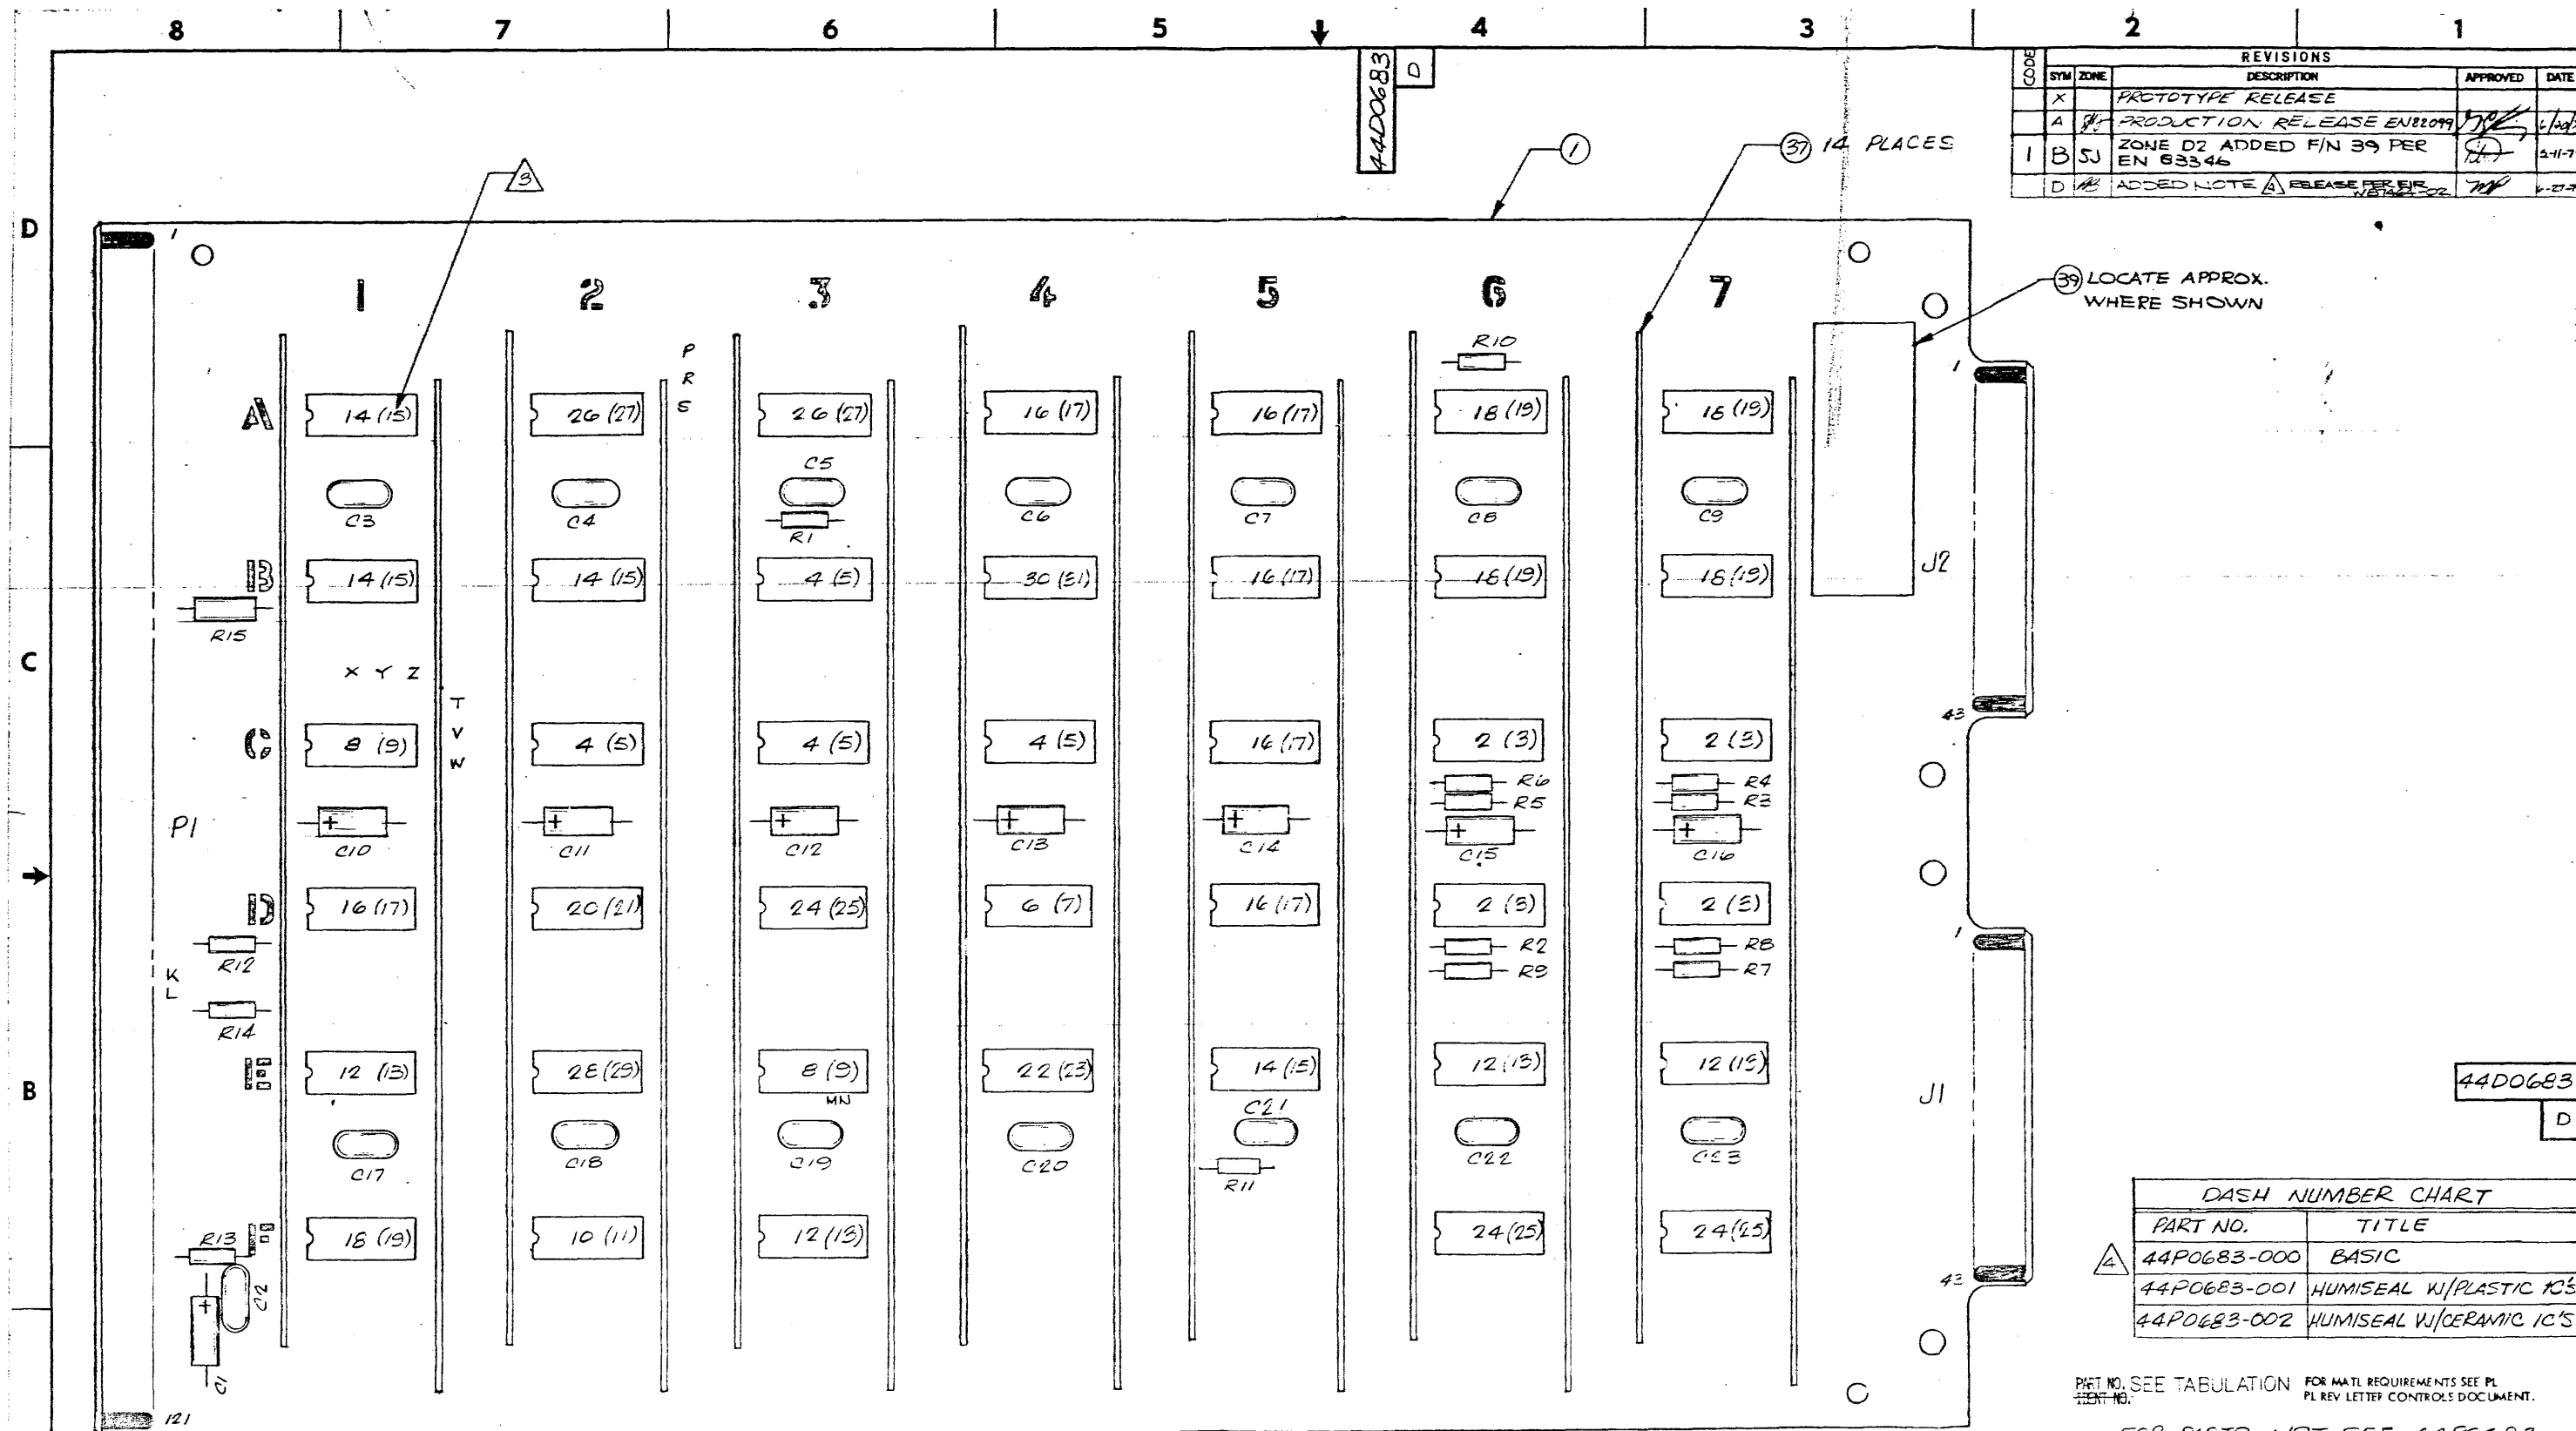 8 7 6 5 4 3 2 1
44D0683 D
CODE REVISIONS
SYM ZONE DESCRIPTION APPROVED DATE
X PROTOTYPE RELEASE
A PRODUCTION RELEASE EN82099
1 B SJ ZONE D2 ADDED F/N 39 PER
EN 83346
D ADDED NOTE 4 RELEASE PER
3
1
37 14 PLACES
39 LOCATE APPROX.
WHERE SHOWN
D
C
B
1
1 2 3 4 5 6 7
P
R
S
R10
A 14 (15) 26 (27) 26 (27) 16 (17) 16 (17) 18 (19) 18 (19)
1
C5
C3 C4 C6 C7 C8 C9
R1
B 14 (15) 14 (15) 4 (5) 30 (31) 16 (17) 18 (19) 18 (19)
J2
R15
X Y Z
T
V
W
43
C 8 (9) 4 (5) 4 (5) 4 (5) 16 (17) 2 (3) 2 (3)
R6 R4
R5 R3
P1
+ + + + + + +
C10 C11 C12 C13 C14 C15 C16
D 16 (17) 20 (21) 24 (25) 6 (7) 16 (17) 2 (3) 2 (3)
1
R2 R8
R12
R9 R7
K
L
R14
E 12 (13) 28 (29) 8 (9) 22 (23) 14 (15) 12 (13) 12 (13)
MN
J1
C21
C17 C18 C19 C20 C22 C23
R11
F 18 (19) 10 (11) 12 (13) 24 (25) 24 (25)
R13
C2
+
C1
43
121
44D0683
D
DASH NUMBER CHART
PART NO. TITLE
4 44P0683-000 BASIC
44P0683-001 HUMISEAL W/PLASTIC IC'S
44P0683-002 HUMISEAL W/CERAMIC IC'S
PART NO. SEE TABULATION FOR MATL REQUIREMENTS SEE PL
IDENT NO. PL REV LETTER CONTROLS DOCUMENT.